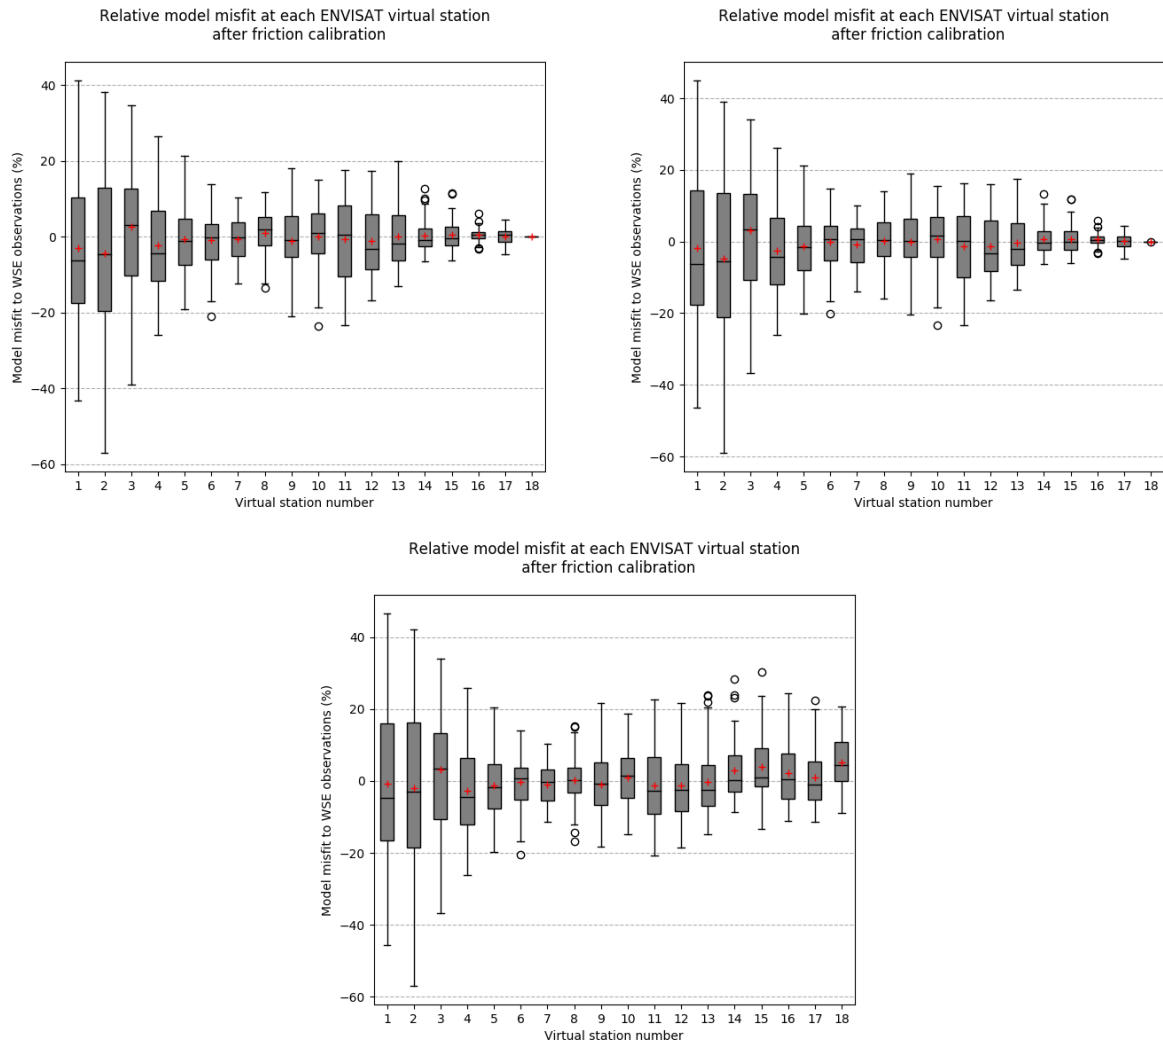 Relative model misfit at each ENVISAT virtual station
after friction calibration
Model misfit to WSE observations (%)
40
20
0
−20
−40
−60
1 2 3 4 5 6 7 8 9 10 11 12 13 14 15 16 17 18
Virtual station number
Relative model misfit at each ENVISAT virtual station
after friction calibration
Model misfit to WSE observations (%)
40
20
0
−20
−40
−60
1 2 3 4 5 6 7 8 9 10 11 12 13 14 15 16 17 18
Virtual station number
Relative model misfit at each ENVISAT virtual station
after friction calibration
Model misfit to WSE observations (%)
40
20
0
−20
−40
−60
1 2 3 4 5 6 7 8 9 10 11 12 13 14 15 16 17 18
Virtual station number